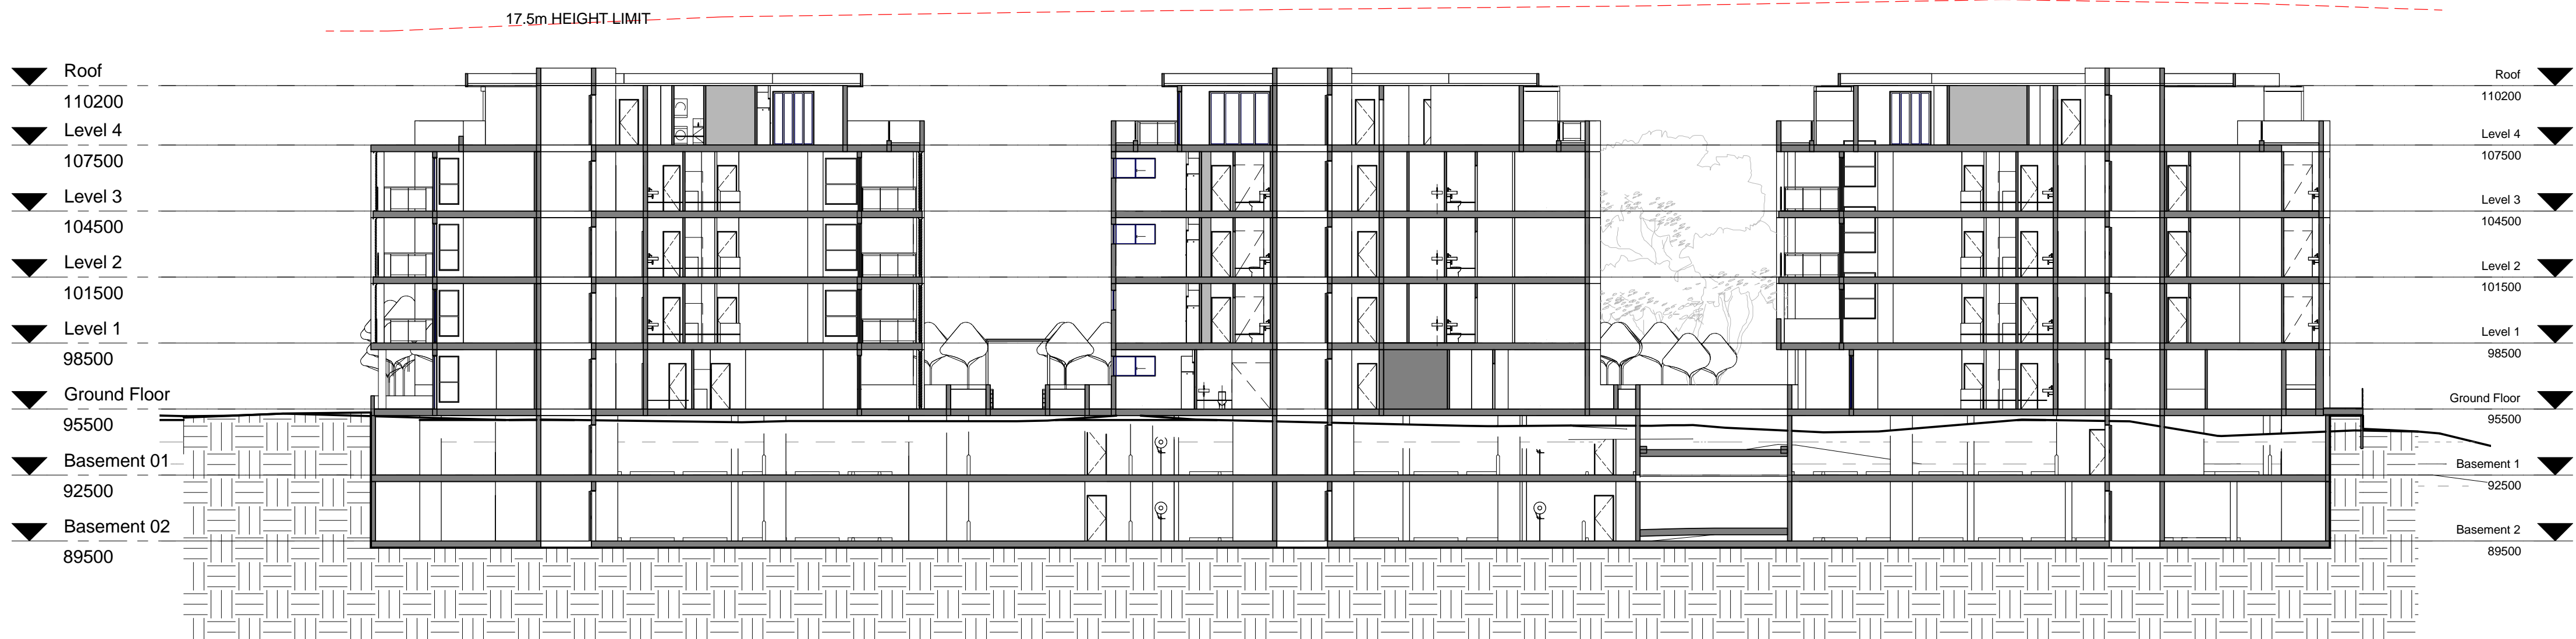 17.5m HEIGHT LIMIT
Roof
110200
Level 4
107500
Level 3
104500
Level 2
101500
Level 1
98500
Ground Floor
95500
Basement 01
92500
Basement 02
89500
Roof
110200
Level 4
107500
Level 3
104500
Level 2
101500
Level 1
98500
Ground Floor
95500
Basement 1
92500
Basement 2
89500